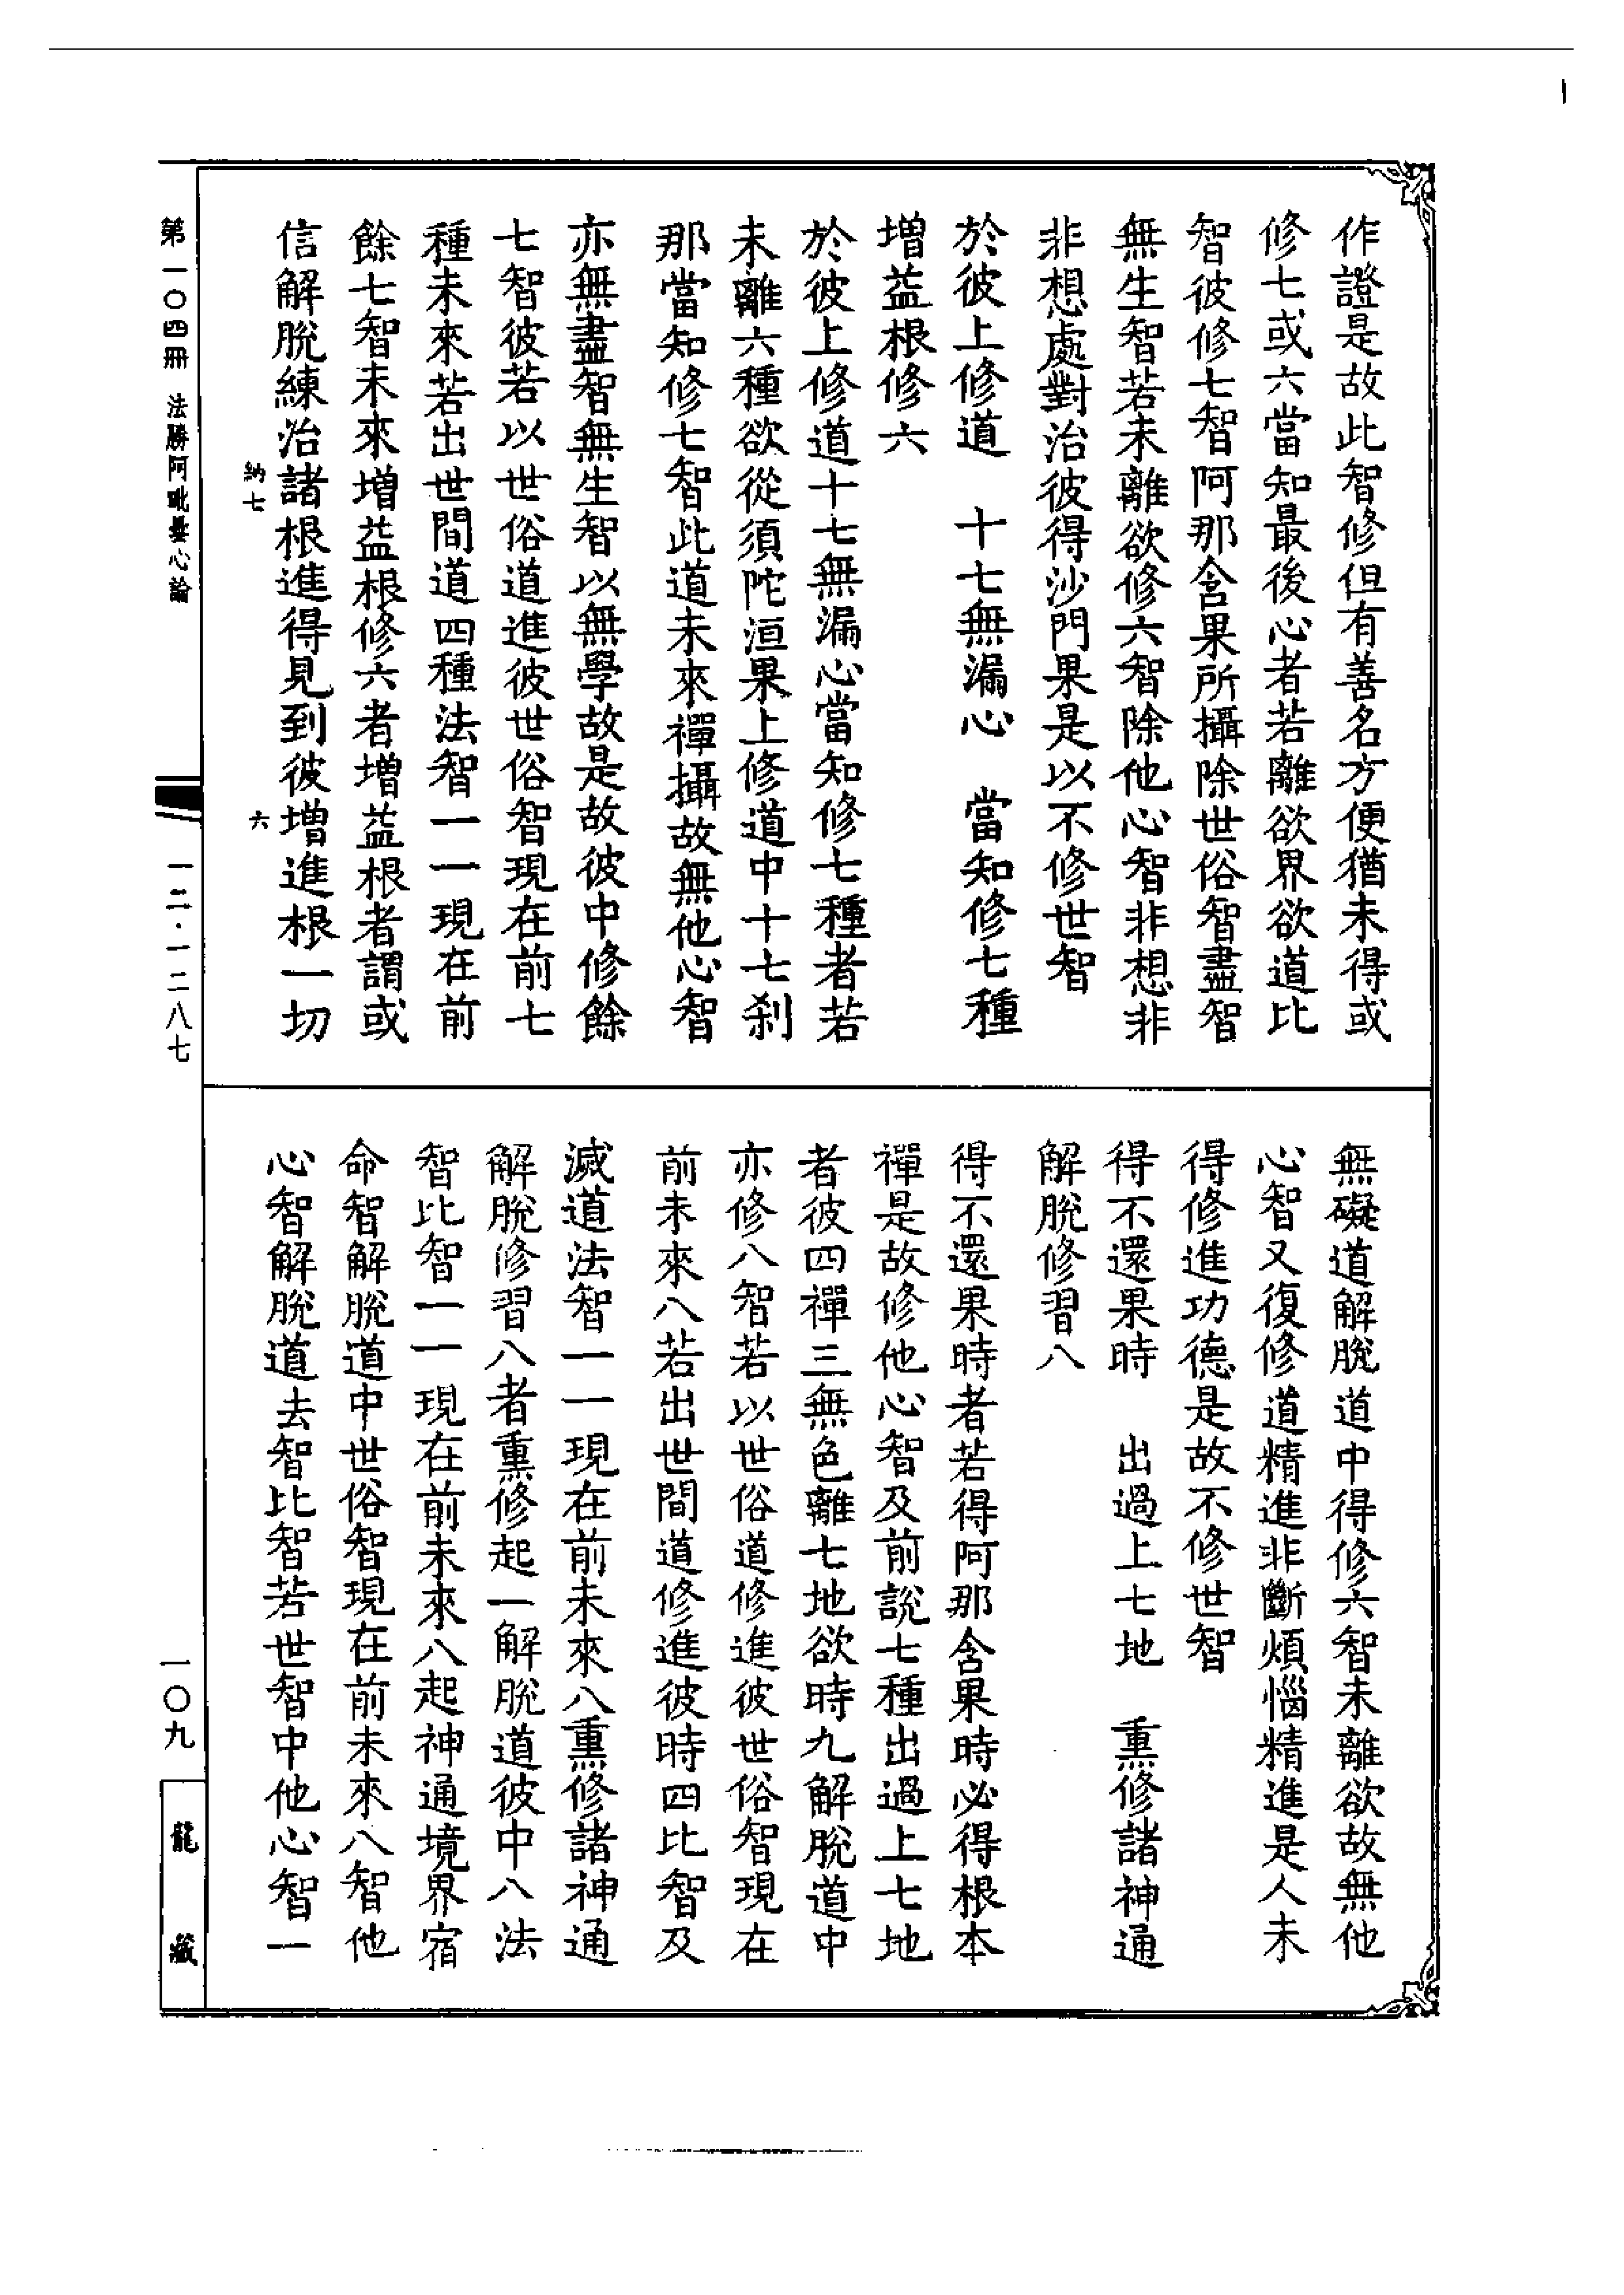 作證是故此智修但有善名方便猶未得或
修七或六當知最後心者若離欲界欲道比
智彼修七智阿那含果所攝除世俗智盡智
無生智若未離欲修六智除他心智非想非
非想處對治彼得沙門果是以不修世智
於彼上修道　十七無漏心　當知修七種
增益根修六
於彼上修道十七無漏心當知修七種者若
未離六種欲從須陀洹果上修道中十七剎
那當知修七智此道未來禪攝故無他心智
亦無盡智無生智以無學故是故彼中修餘
七智彼若以世俗道進彼世俗智現在前七
種未來若出世間道四種法智一一現在前
餘七智未來增益根修六者增益根者謂或
信解脫練治諸根進得見到彼增進根一切
納七　六
無礙道解脫道中得修六智未離欲故無他
心智又復修道精進非斷煩惱精進是人未
得修進功德是故不修世智
得不還果時　出過上七地　熏修諸神通
解脫修習八
得不還果時者若得阿那含果時必得根本
禪是故修他心智及前說七種出過上七地
者彼四禪三無色離七地欲時九解脫道中
亦修八智若以世俗道修進彼世俗智現在
前未來八若出世間道修進彼時四比智及
滅道法智一一現在前未來八熏修諸神通
解脫修習八者熏修起一解脫道彼中八法
智比智一一現在前未來八起神通境界宿
命智解脫道中世俗智現在前未來八智他
心智解脫道去智比智若世智中他心智一
第一〇四冊　法勝阿毗曇心論
一二·一二八七
一〇九
龍藏